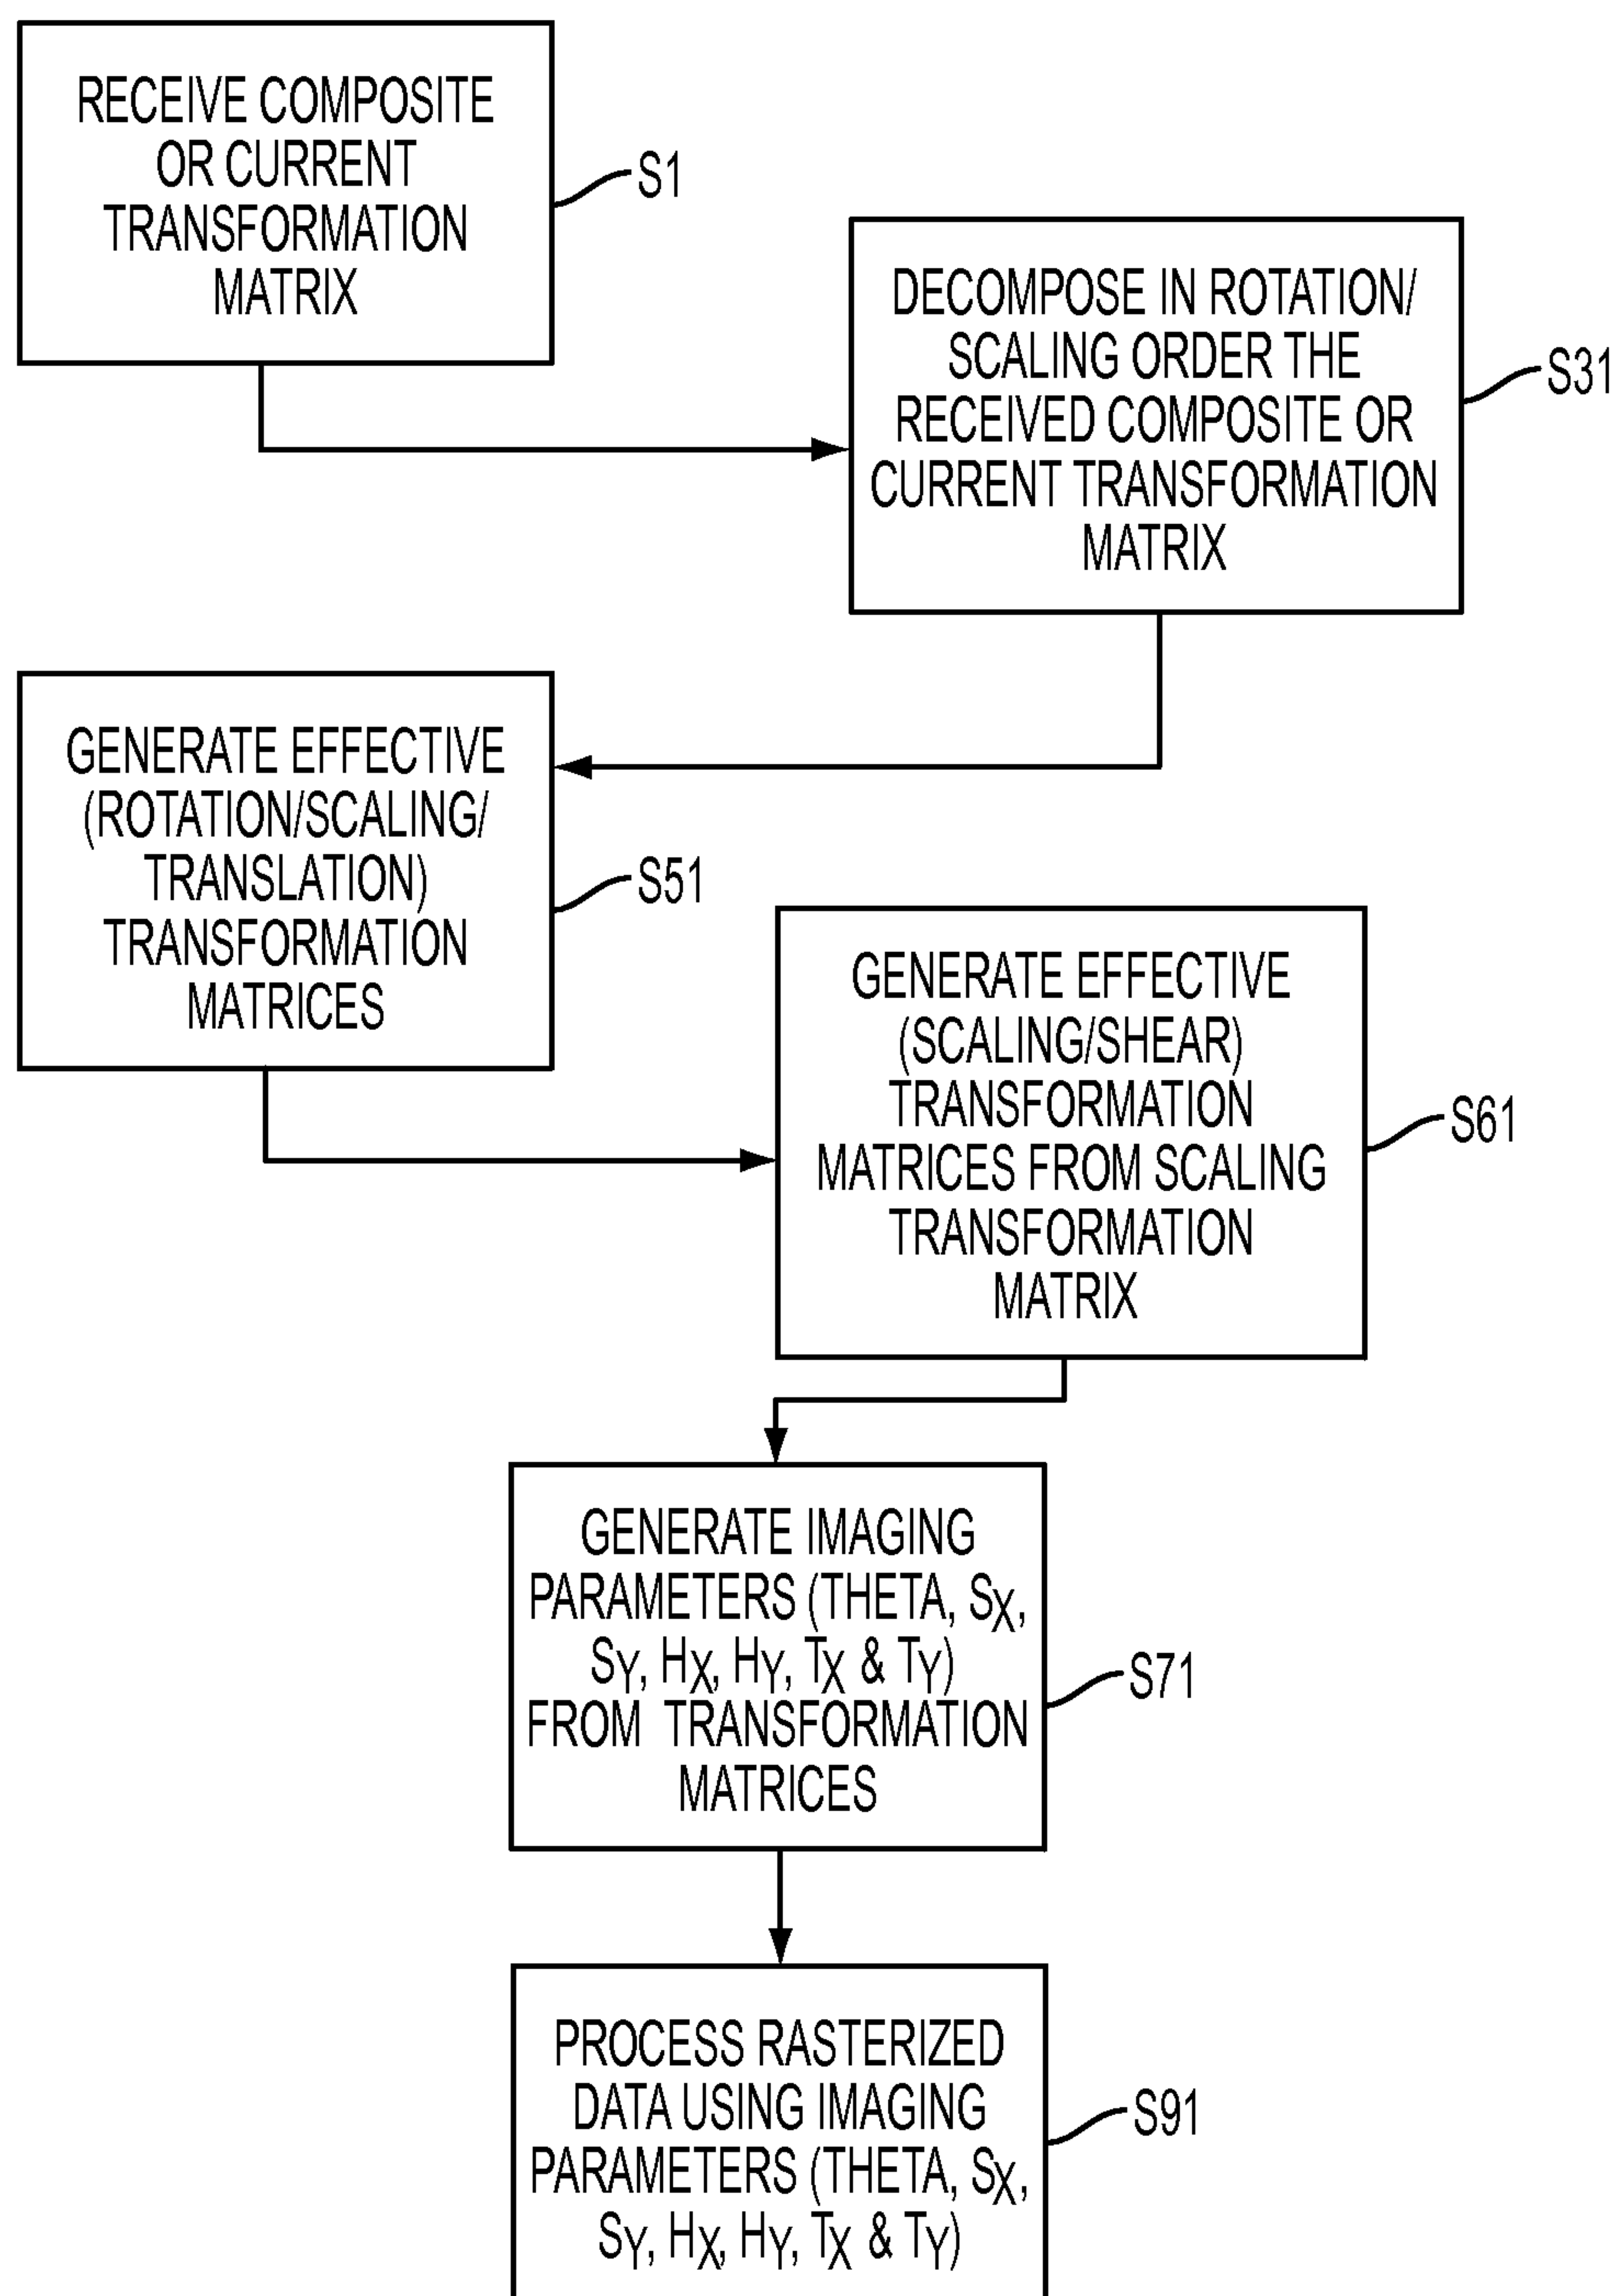 RECEIVE COMPOSITE
OR CURRENT
TRANSFORMATION
MATRIX
S1
DECOMPOSE IN ROTATION/
SCALING ORDER THE
RECEIVED COMPOSITE OR
CURRENT TRANSFORMATION
MATRIX
S31
GENERATE EFFECTIVE
(ROTATION/SCALING/
TRANSLATION)
TRANSFORMATION
MATRICES
S51
GENERATE EFFECTIVE
(SCALING/SHEAR)
TRANSFORMATION
MATRICES FROM SCALING
TRANSFORMATION
MATRIX
S61
GENERATE IMAGING
PARAMETERS (THETA, SX,
SY, HX, HY, TX & TY)
FROM TRANSFORMATION
MATRICES
S71
PROCESS RASTERIZED
DATA USING IMAGING
PARAMETERS (THETA, SX,
SY, HX, HY, TX & TY)
S91